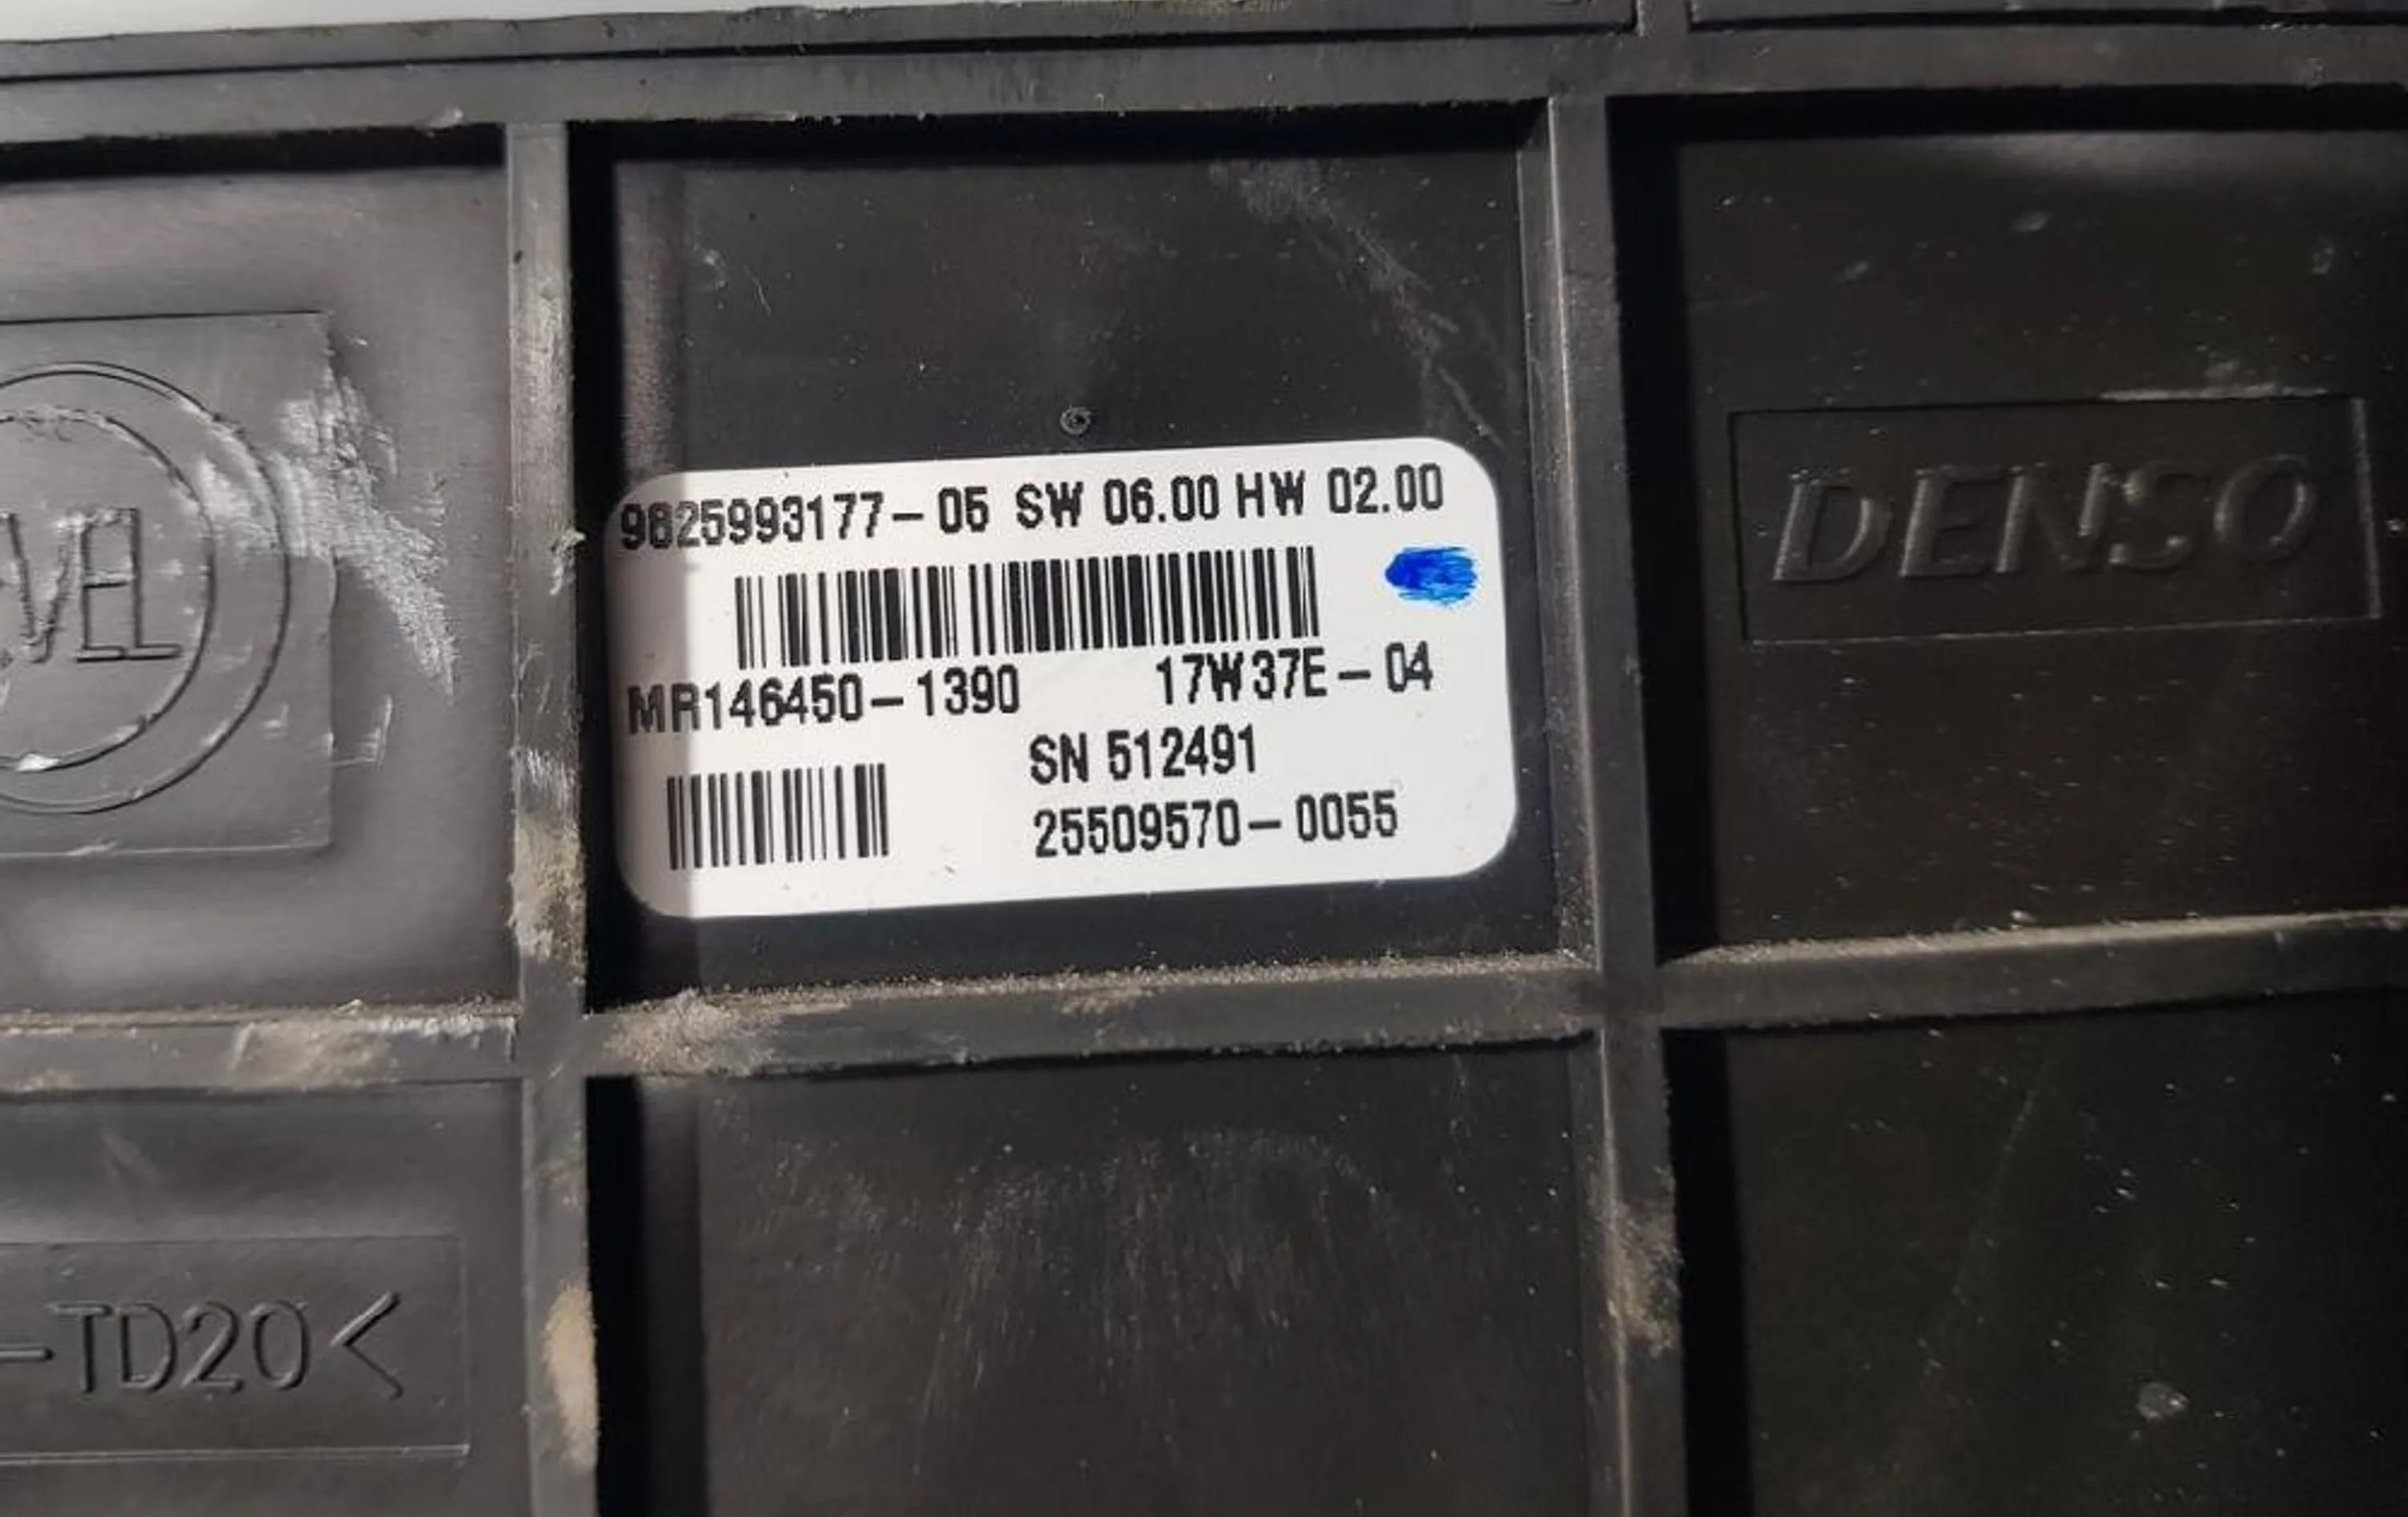 9825993177-05 SW 06.00 HW 02.00
MR146450-1390 17W37E-04
SN 512491
25509570-0055
DENSO
-TD20<